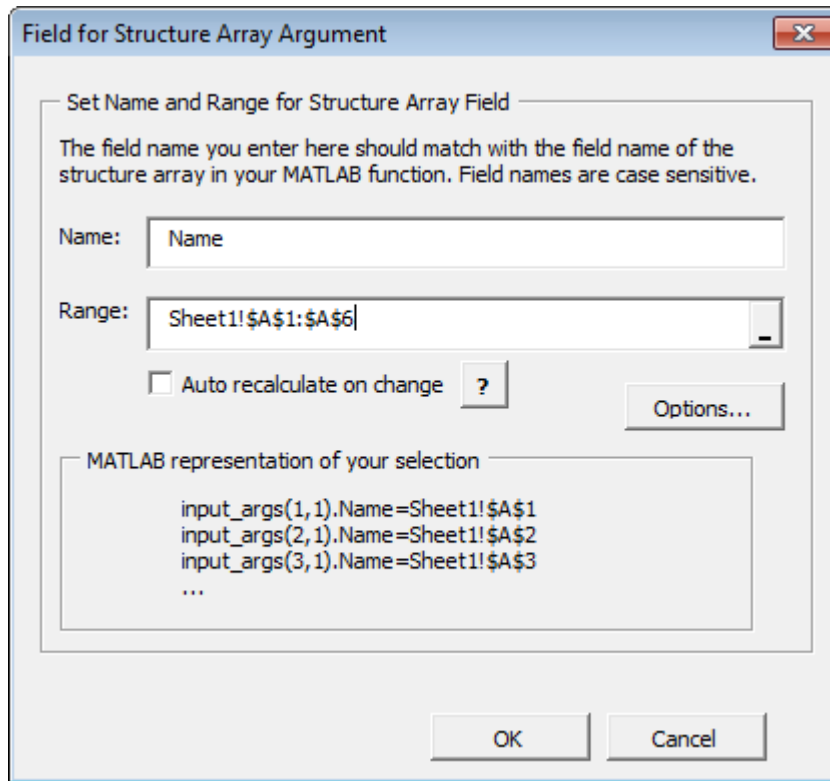 Field for Structure Array Argument
Set Name and Range for Structure Array Field
The field name you enter here should match with the field name of the
structure array in your MATLAB function. Field names are case sensitive.
Name: Name
Range: Sheet1!$A$1:$A$6
Auto recalculate on change ?
Options...
MATLAB representation of your selection
input_args(1,1).Name=Sheet1!$A$1
input_args(2,1).Name=Sheet1!$A$2
input_args(3,1).Name=Sheet1!$A$3
...
OK Cancel